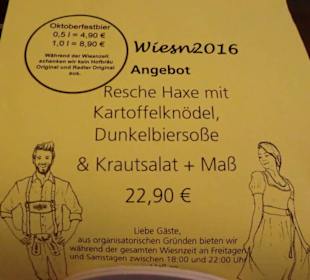 Oktoberfestbier
0,5 l = 4,90 €
1,0 l = 8,90 €
Während der Wiesnzeit
schenken wir kein Hofbräu
Original und Radler Original
aus.
Wiesn2016
Angebot
Resche Haxe mit
Kartoffelknödel,
Dunkelbiersoße
& Krautsalat + Maß
22,90 €
Liebe Gäste,
aus organisatorischen Gründen bieten wir
während der gesamten Wiesnzeit an Freitagen
und Samstagen zwischen 18:00 und 22:00 Uhr